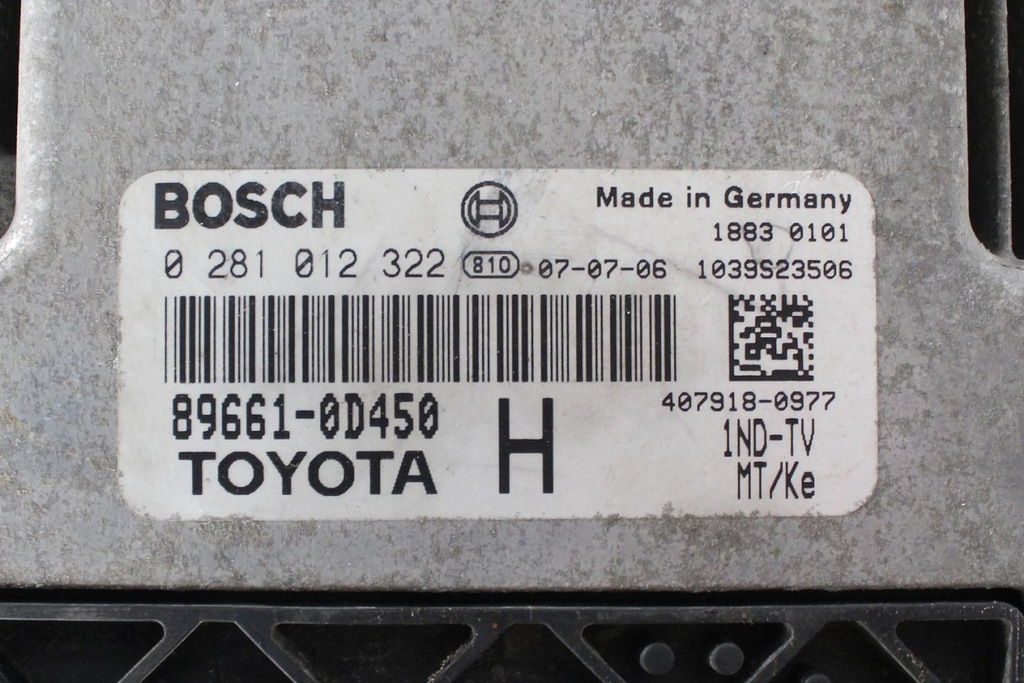 BOSCH
Made in Germany
1883 0101
0 281 012 322 810 07-07-06 1039S23506
407918-0977
89661-0D450
H
1ND-TV
TOYOTA
MT/Ke